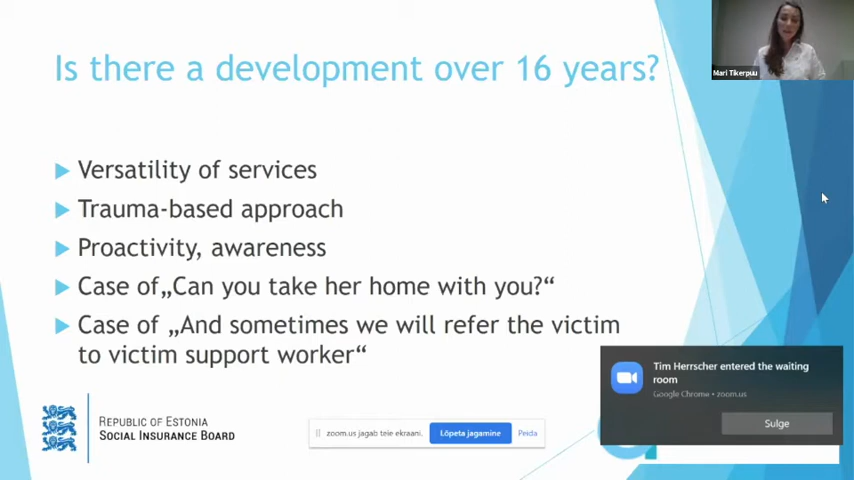 Is there a development over 16 years?
Mari Tikerpuu
Versatility of services
Trauma-based approach
Proactivity, awareness
Case of„Can you take her home with you?“
Case of „And sometimes we will refer the victim
to victim support worker“
Tim Herrscher entered the waiting
room
Google Chrome • zoom.us
Sulge
REPUBLIC OF ESTONIA
SOCIAL INSURANCE BOARD
zoom.us jagab teie ekraani.
Lõpeta jagamine
Peida